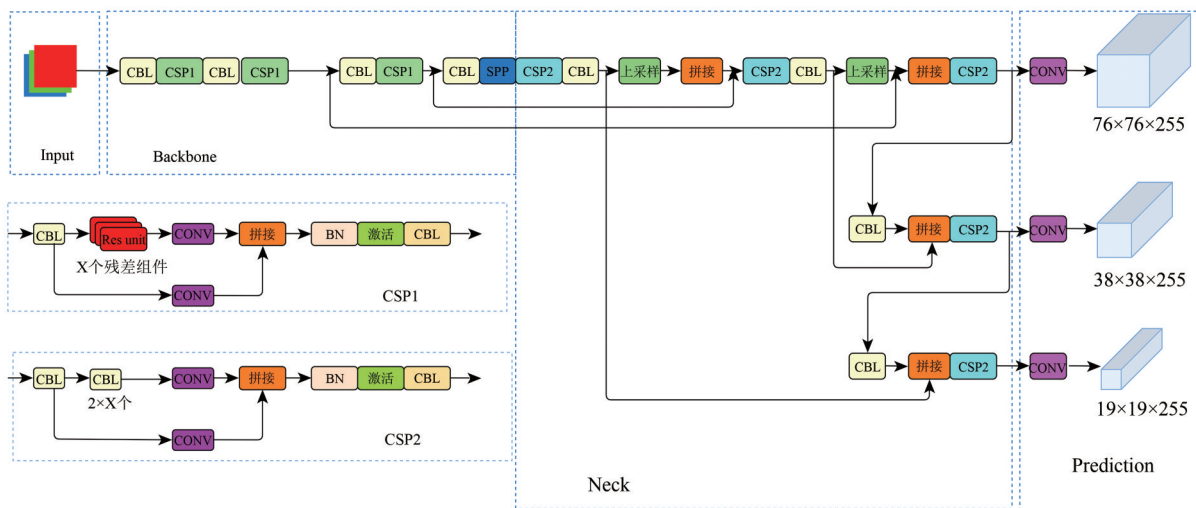 CBL CSP1 CBL CSP1 CBL CSP1 CBL SPP CSP2 CBL 上采样 拼接 CSP2 CBL 上采样 拼接 CSP2 CONV
76×76×255
Input
Backbone
CBL 拼接 CSP2 CONV
38×38×255
CBL Res unit CONV 拼接 BN 激活 CBL
X个残差组件
CONV
CSP1
CBL 拼接 CSP2 CONV
19×19×255
CBL CBL CONV 拼接 BN 激活 CBL
2×X个
CONV
CSP2
Neck
Prediction